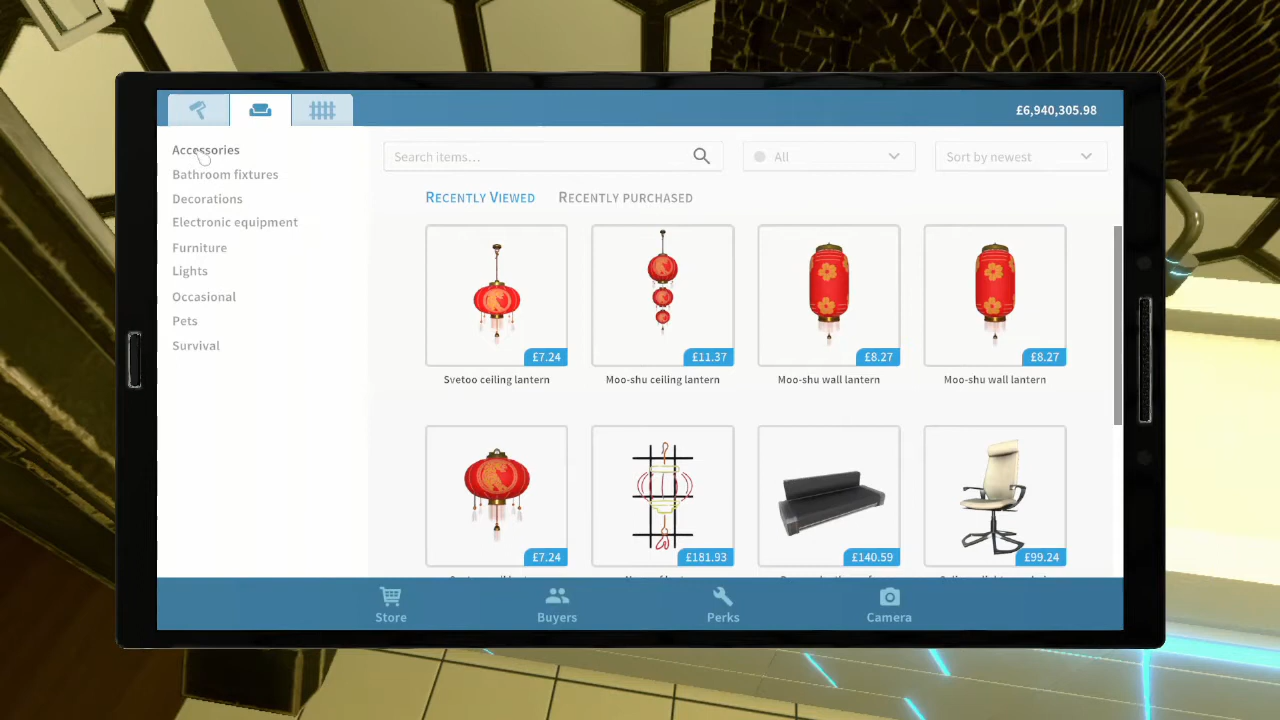 £6,940,305.98
Accessories
Bathroom fixtures
Decorations
Electronic equipment
Furniture
Lights
Occasional
Pets
Survival
Search items...
All
Sort by newest
RECENTLY VIEWED
RECENTLY PURCHASED
£7.24
£11.37
£8.27
£8.27
Svetoo ceiling lantern
Moo-shu ceiling lantern
Moo-shu wall lantern
Moo-shu wall lantern
£7.24
£181.93
£140.59
£99.24
Store
Buyers
Perks
Camera